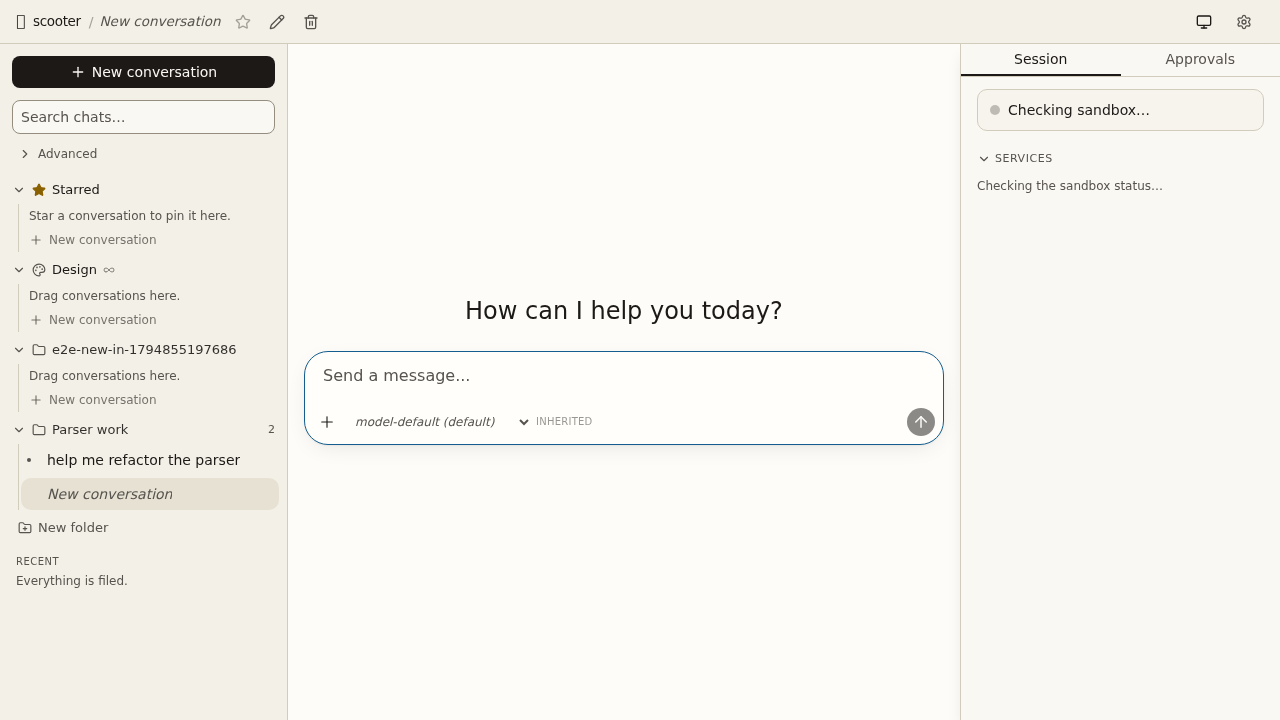 scooter / New conversation
New conversation
Search chats…
Advanced
Starred
Star a conversation to pin it here.
New conversation
Design
Drag conversations here.
New conversation
e2e-new-in-1794855197686
Drag conversations here.
New conversation
Parser work 2
help me refactor the parser
New conversation
New folder
RECENT
Everything is filed.
How can I help you today?
Send a message...
model-default (default) INHERITED
Session Approvals
Checking sandbox…
SERVICES
Checking the sandbox status…